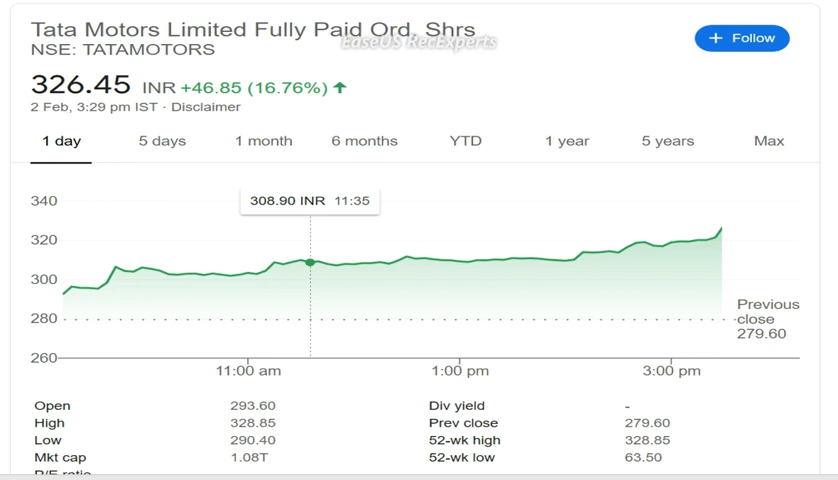 Tata Motors Limited Fully Paid Ord. Shrs
EaseUS RecExperts
NSE: TATAMOTORS
+ Follow
326.45 INR +46.85 (16.76%)
2 Feb, 3:29 pm IST · Disclaimer
1 day 5 days 1 month 6 months YTD 1 year 5 years Max
308.90 INR 11:35
340
320
300
280
260
Previous
close
279.60
11:00 am 1:00 pm 3:00 pm
Open 293.60 Div yield -
High 328.85 Prev close 279.60
Low 290.40 52-wk high 328.85
Mkt cap 1.08T 52-wk low 63.50
P/E ratio